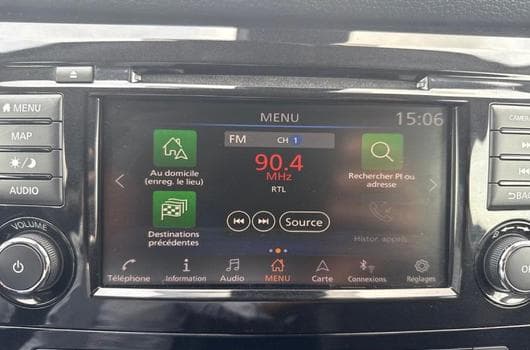 MENU
MAP
AUDIO
VOLUME
MENU
15:06
FM CH 1
90.4
MHz
RTL
Au domicile
(enreg. le lieu)
Rechercher PI ou
adresse
Destinations
précédentes
Source
Histor. appels
Téléphone
Information
Audio
MENU
Carte
Connexions
Réglages
CAMERA